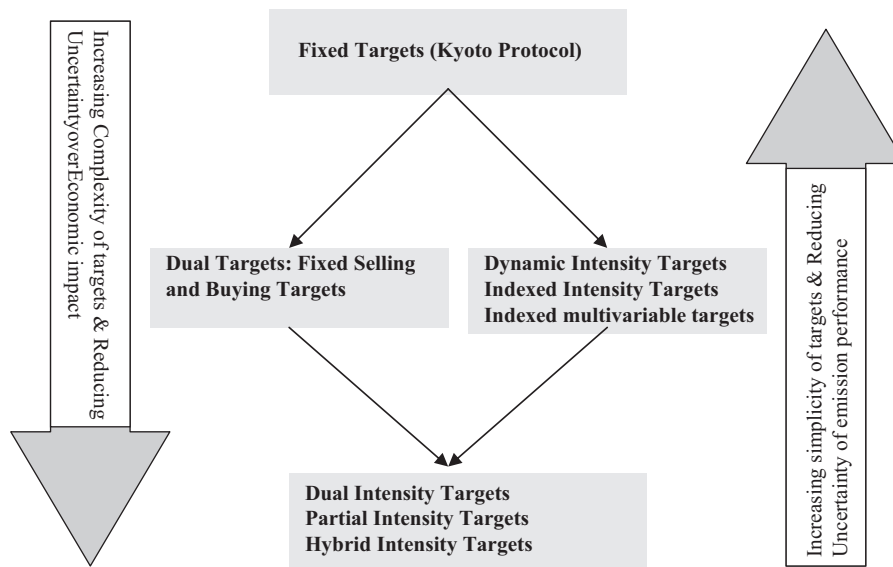 Increasing Complexity of targets & Reducing
UncertaintyoverEconomic impact
Fixed Targets (Kyoto Protocol)
Dual Targets: Fixed Selling
and Buying Targets
Dynamic Intensity Targets
Indexed Intensity Targets
Indexed multivariable targets
Dual Intensity Targets
Partial Intensity Targets
Hybrid Intensity Targets
Increasing simplicity of targets & Reducing
Uncertainty of emission performance